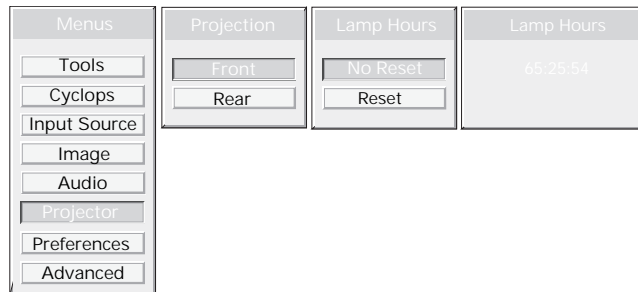 Menus
Tools
Cyclops
Input Source
Image
Audio
Projector
Preferences
Advanced
Projection
Front
Rear
Lamp Hours
No Reset
Reset
Lamp Hours
65:25:54